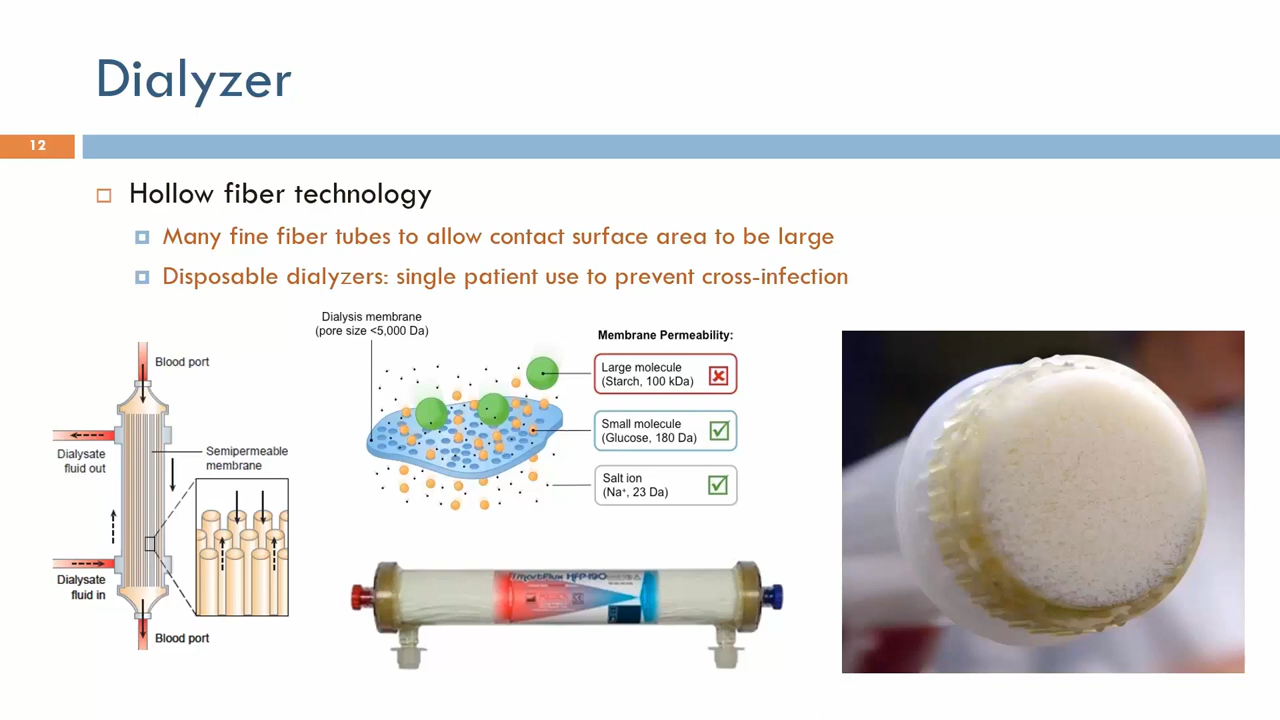 Dialyzer
12
Hollow fiber technology
Many fine fiber tubes to allow contact surface area to be large
Disposable dialyzers: single patient use to prevent cross-infection
Blood port
Dialysate
fluid out
Semipermeable
membrane
Dialysate
fluid in
Blood port
Dialysis membrane
(pore size <5,000 Da)
Membrane Permeability:
Large molecule
(Starch, 100 kDa)
Small molecule
(Glucose, 180 Da)
Salt ion
(Na⁺, 23 Da)
HFP-190